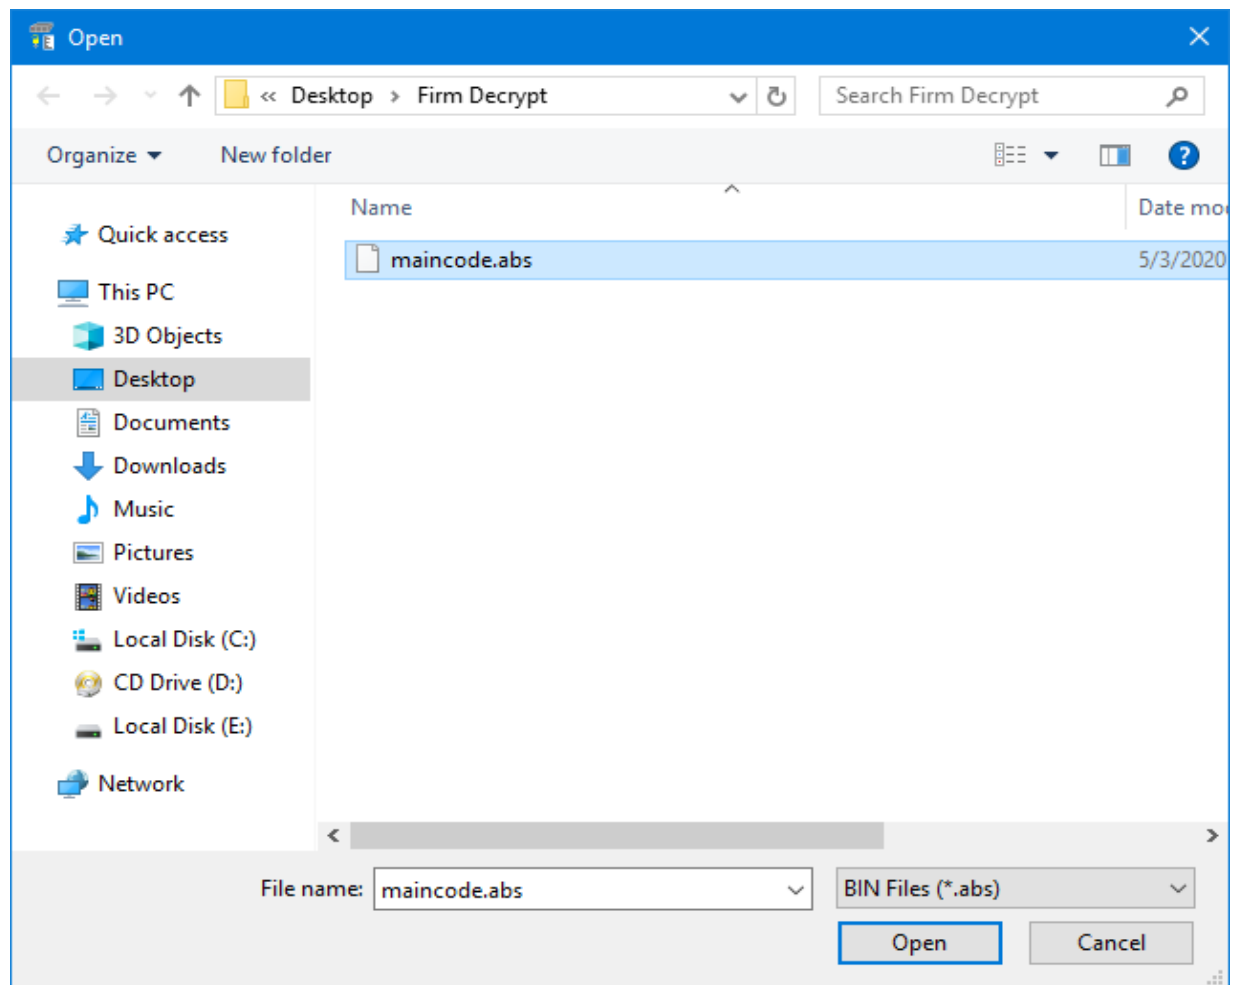 Open
« Desktop > Firm Decrypt
Search Firm Decrypt
Organize
New folder
Name
Date mo
maincode.abs
5/3/2020
Quick access
This PC
3D Objects
Desktop
Documents
Downloads
Music
Pictures
Videos
Local Disk (C:)
CD Drive (D:)
Local Disk (E:)
Network
File name: maincode.abs
BIN Files (*.abs)
Open
Cancel